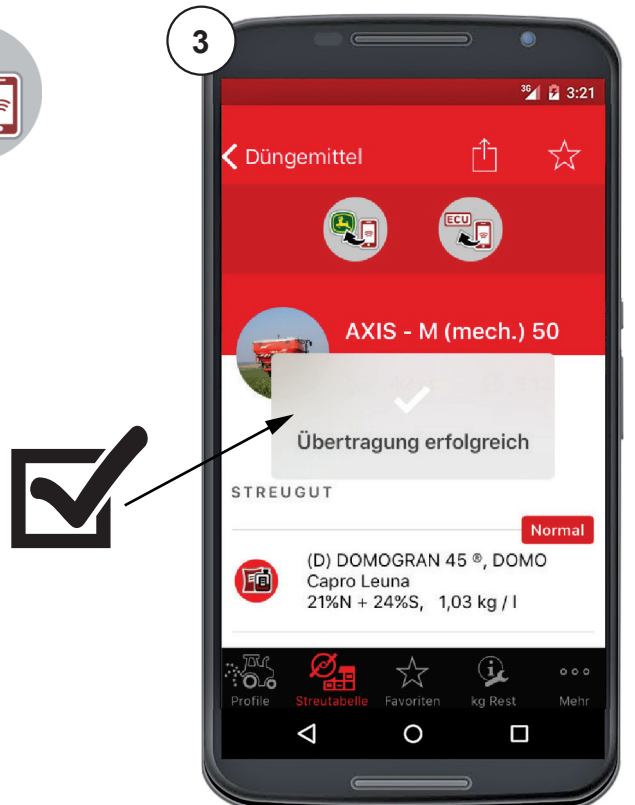 3
3G 3:21
Düngemittel
ECU
AXIS - M (mech.) 50
Übertragung erfolgreich
STREUGUT
Normal
(D) DOMOGRAN 45 ®, DOMO
Capro Leuna
21%N + 24%S, 1,03 kg / l
Profile Streutabelle Favoriten kg Rest Mehr